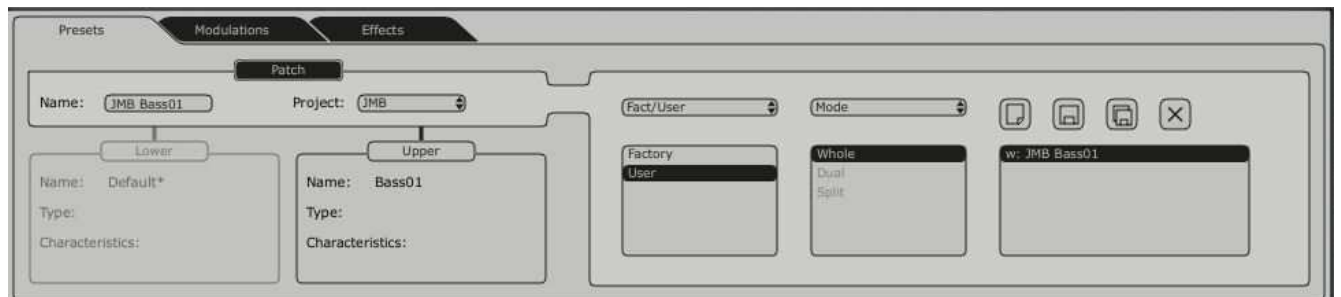 Presets Modulations Effects
Patch
Name: JMB Bass01 Project: JMB
Fact/User Mode
Lower Upper
Factory Whole w: JMB Bass01
User Dual
Split
Name: Default* Name: Bass01
Type: Type:
Characteristics: Characteristics: